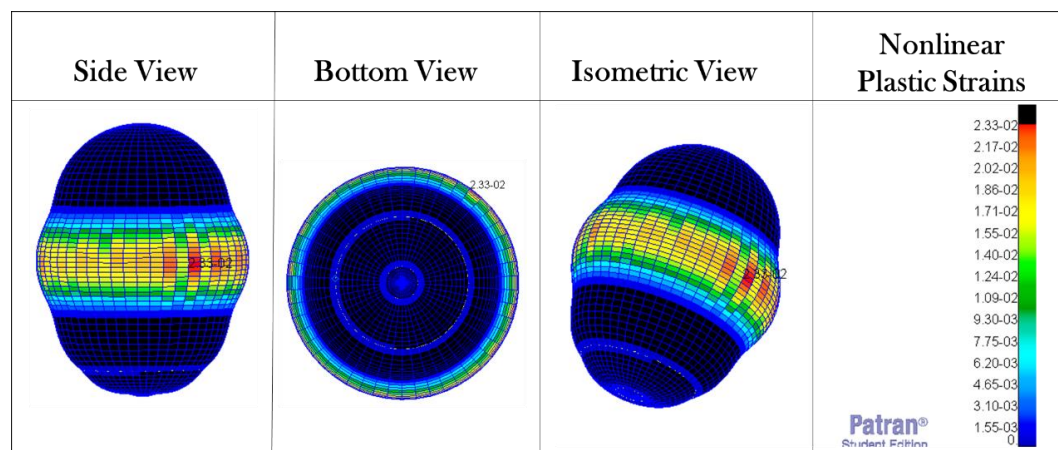 Side View
Bottom View
Isometric View
Nonlinear
Plastic Strains
2.33-02
2.33-02
2.33-02
2.17-02
2.02-02
1.86-02
1.71-02
1.55-02
1.40-02
1.24-02
1.09-02
9.30-03
7.75-03
6.20-03
4.65-03
3.10-03
1.55-03
0.
Patran®
Student Edition